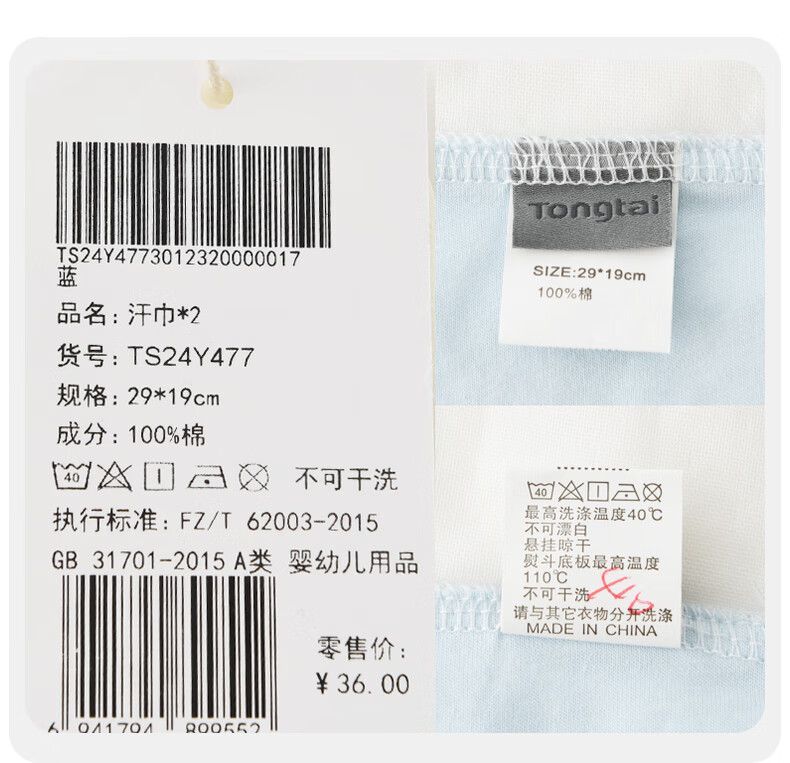 TS24Y4773012320000017
蓝
品名: 汗巾*2
货号: TS24Y477
规格: 29*19cm
成分: 100%棉
40 不可干洗
执行标准: FZ/T 62003-2015
GB 31701-2015 A类 婴幼儿用品
零售价:
¥36.00
6 941794 899552
Tongtai
SIZE:29*19cm
100%棉
40
最高洗涤温度40℃
不可漂白
悬挂晾干
熨斗底板最高温度
110℃
不可干洗
请与其它衣物分开洗涤
MADE IN CHINA